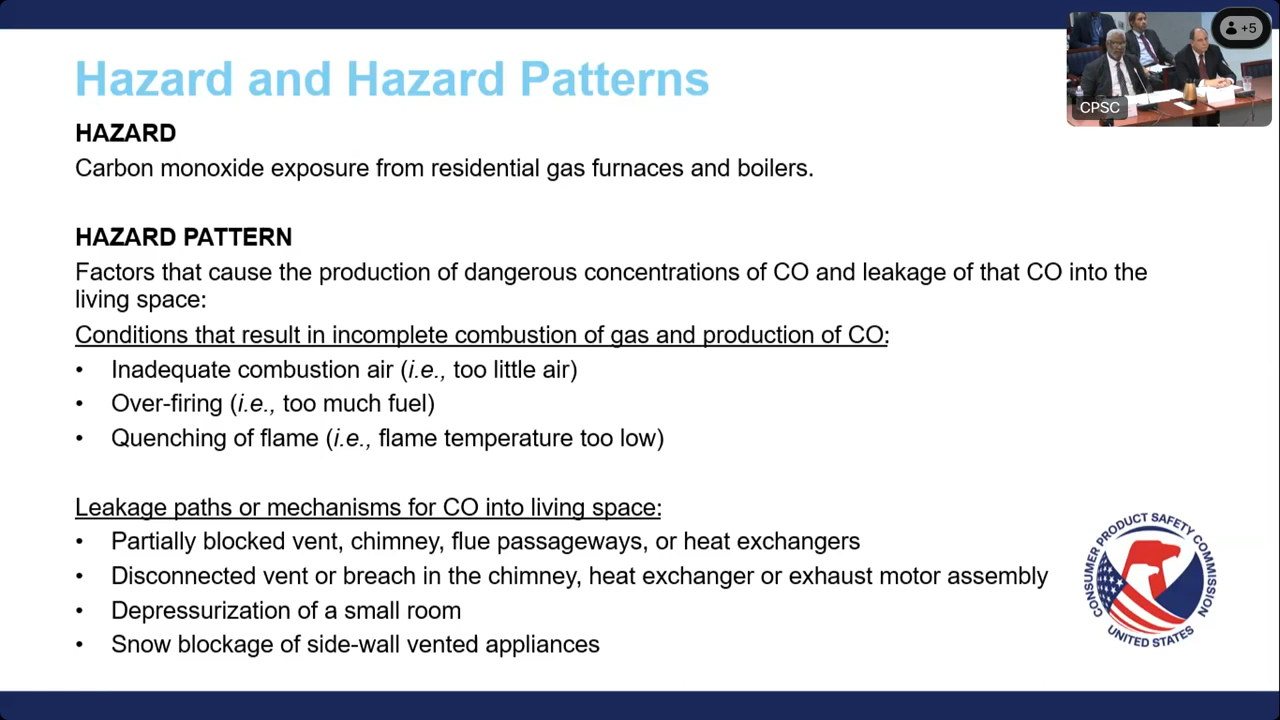 Hazard and Hazard Patterns
+5
CPSC
HAZARD
Carbon monoxide exposure from residential gas furnaces and boilers.
HAZARD PATTERN
Factors that cause the production of dangerous concentrations of CO and leakage of that CO into the
living space:
Conditions that result in incomplete combustion of gas and production of CO:
• Inadequate combustion air (i.e., too little air)
• Over-firing (i.e., too much fuel)
• Quenching of flame (i.e., flame temperature too low)
Leakage paths or mechanisms for CO into living space:
• Partially blocked vent, chimney, flue passageways, or heat exchangers
• Disconnected vent or breach in the chimney, heat exchanger or exhaust motor assembly
• Depressurization of a small room
• Snow blockage of side-wall vented appliances
CONSUMER PRODUCT SAFETY COMMISSION
UNITED STATES